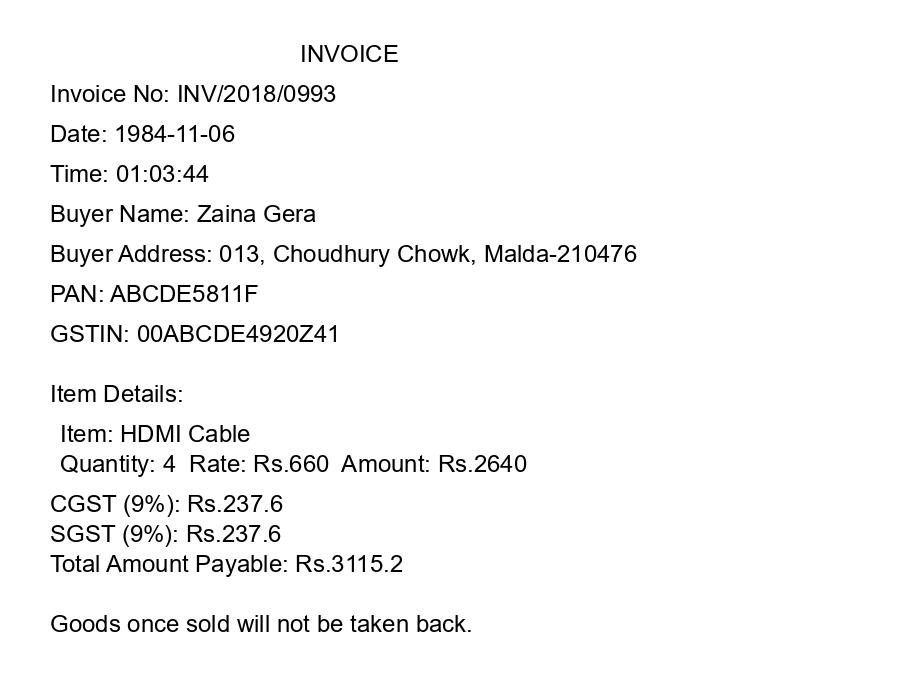 INVOICE
Invoice No: INV/2018/0993
Date: 1984-11-06
Time: 01:03:44
Buyer Name: Zaina Gera
Buyer Address: 013, Choudhury Chowk, Malda-210476
PAN: ABCDE5811F
GSTIN: 00ABCDE4920Z41
Item Details:
Item: HDMI Cable
Quantity: 4 Rate: Rs.660 Amount: Rs.2640
CGST (9%): Rs.237.6
SGST (9%): Rs.237.6
Total Amount Payable: Rs.3115.2
Goods once sold will not be taken back.